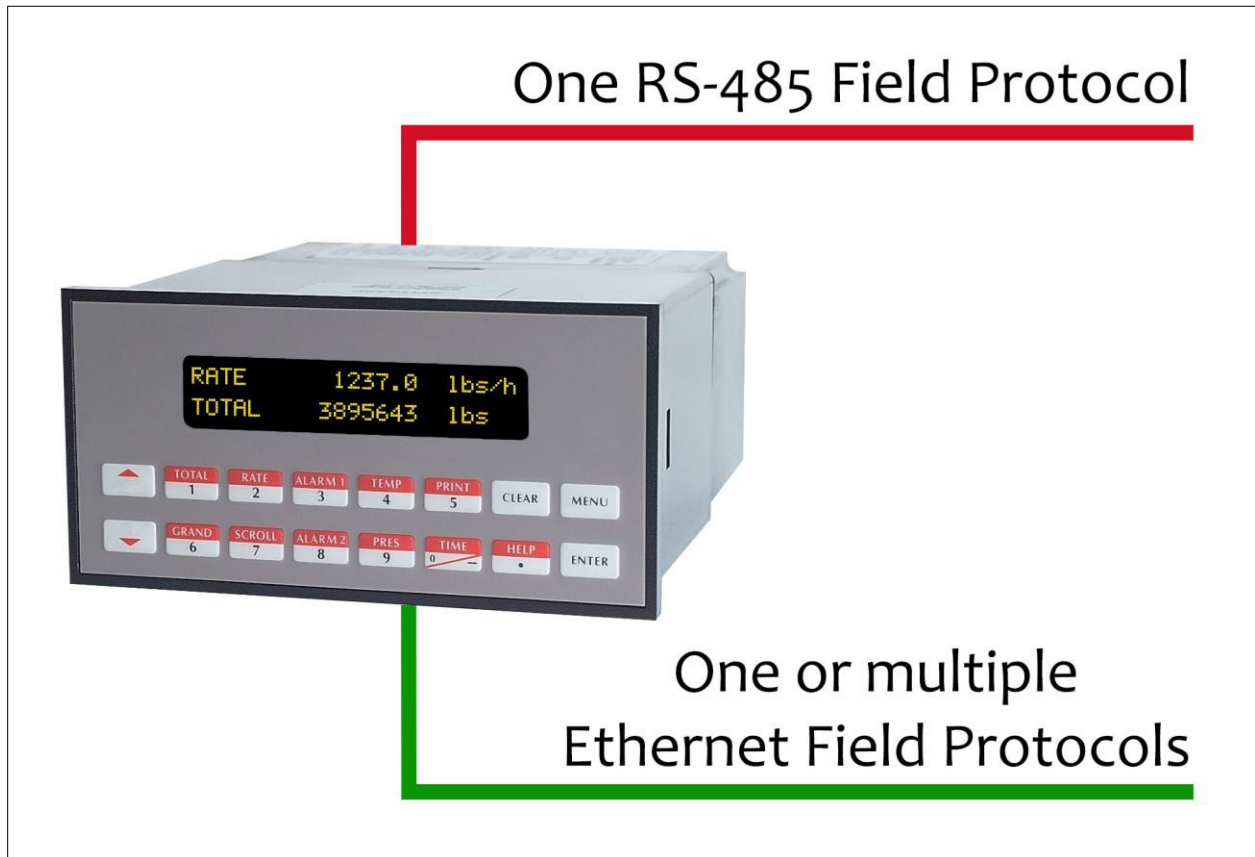 One RS-485 Field Protocol
RATE 1237.0 lbs/h
TOTAL 3895643 lbs
TOTAL RATE ALARM 1 TEMP PRINT
1 2 3 4 5 CLEAR MENU
GRAND SCROLL ALARM 2 PRES TIME HELP
6 7 8 9 0 — • ENTER
One or multiple
Ethernet Field Protocols